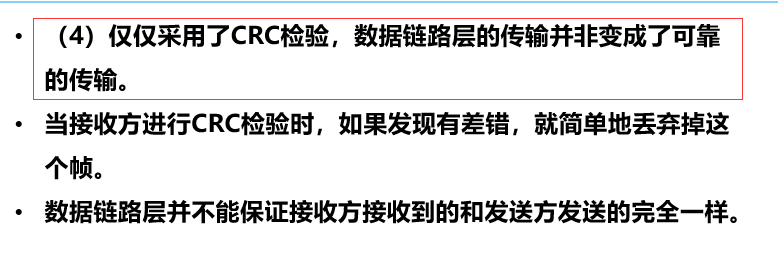 • （4）仅仅采用了CRC检验，数据链路层的传输并非变成了可靠
的传输。
• 当接收方进行CRC检验时，如果发现有差错，就简单地丢弃掉这
个帧。
• 数据链路层并不能保证接收方接收到的和发送方发送的完全一样。